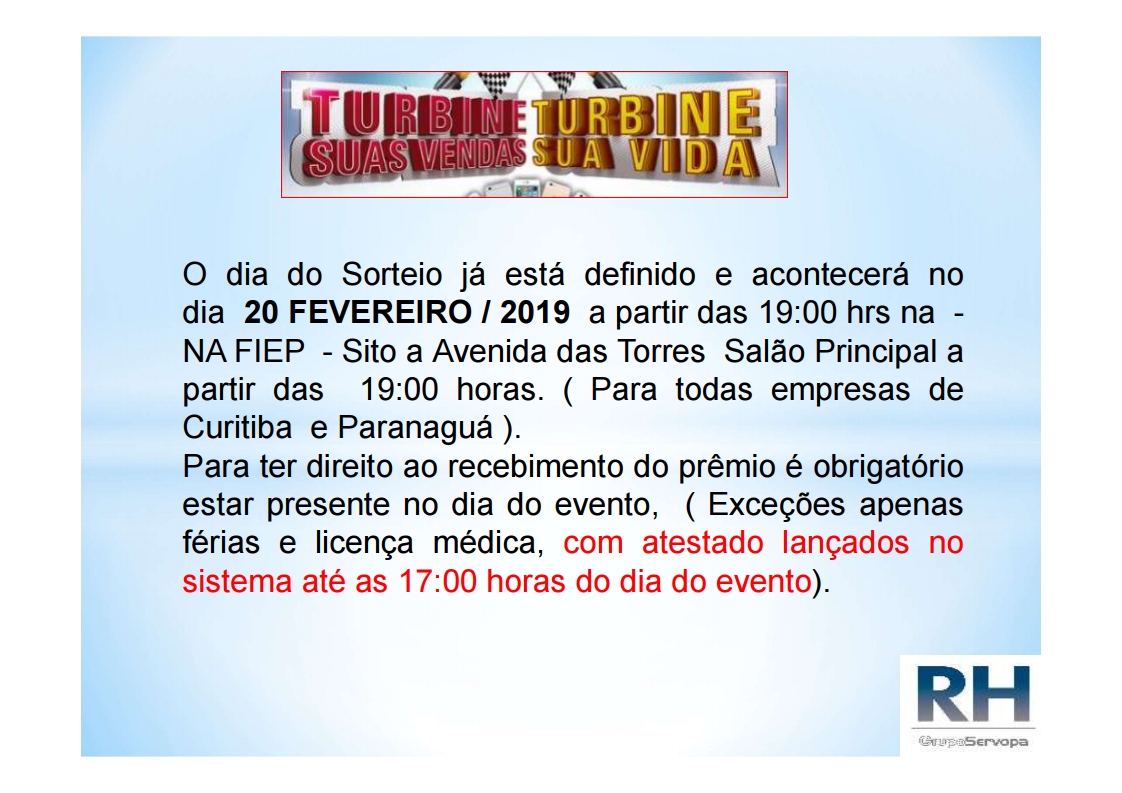 TURBINE TURBINE
SUAS VENDAS SUA VIDA
O dia do Sorteio já está definido e acontecerá no
dia 20 FEVEREIRO / 2019 a partir das 19:00 hrs na -
NA FIEP - Sito a Avenida das Torres Salão Principal a
partir das 19:00 horas. ( Para todas empresas de
Curitiba e Paranaguá ).
Para ter direito ao recebimento do prêmio é obrigatório
estar presente no dia do evento, ( Exceções apenas
férias e licença médica, com atestado lançados no
sistema até as 17:00 horas do dia do evento).
RH
GrupoServopa